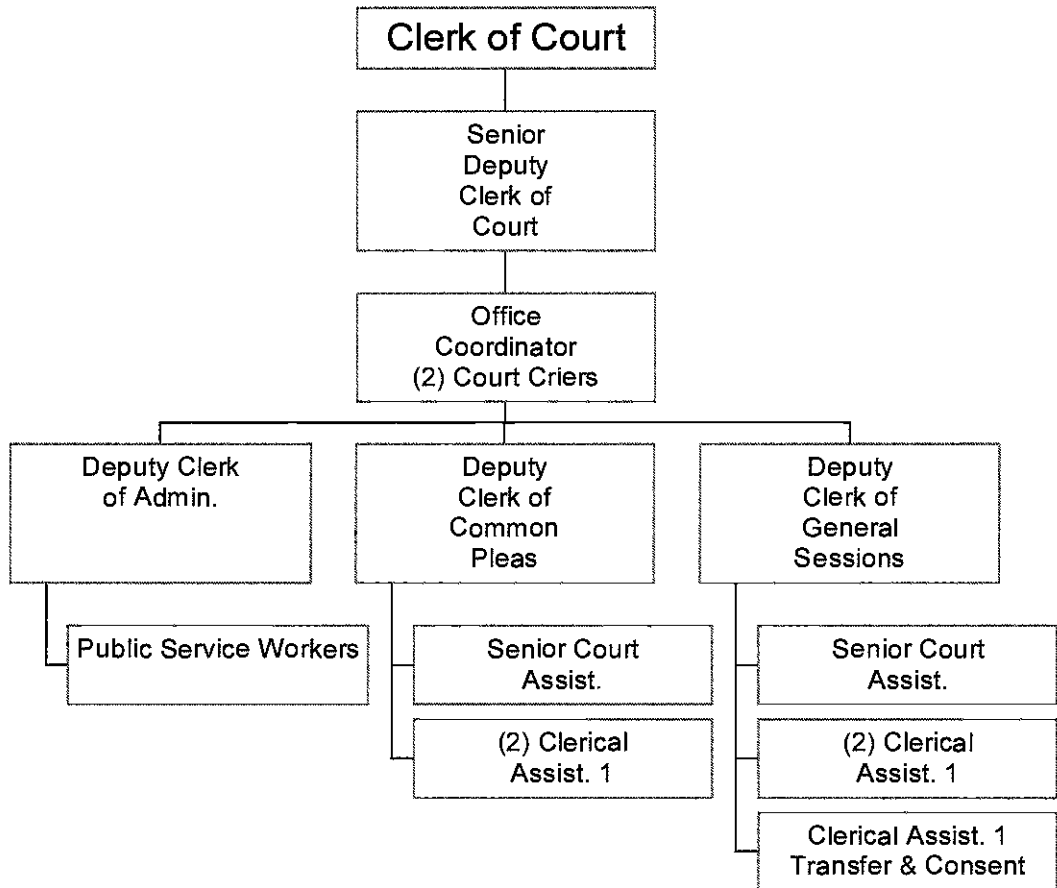 Clerk of Court
Senior
Deputy
Clerk of
Court
Office
Coordinator
(2) Court Criers
Deputy Clerk
of Admin.
Public Service Workers
Deputy
Clerk of
Common
Pleas
Senior Court
Assist.
(2) Clerical
Assist. 1
Deputy
Clerk of
General
Sessions
Senior Court
Assist.
(2) Clerical
Assist. 1
Clerical Assist. 1
Transfer & Consent